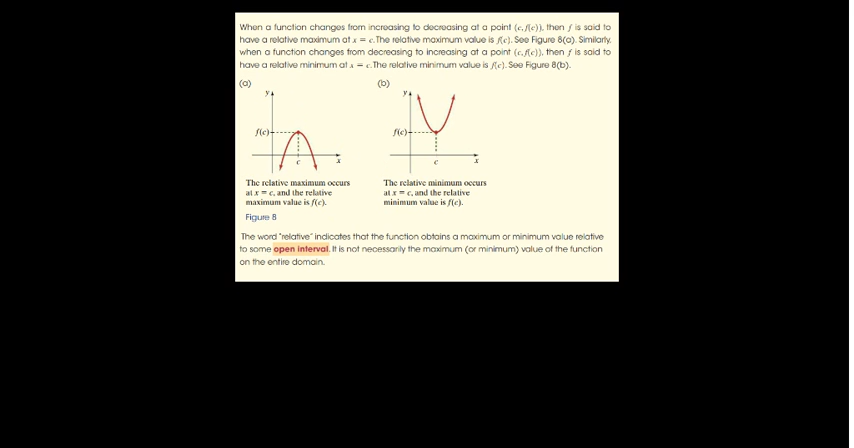 When a function changes from increasing to decreasing at a point (c, f(c)), then f is said to
have a relative maximum at x = c. The relative maximum value is f(c). See Figure 8(a). Similarly,
when a function changes from decreasing to increasing at a point (c, f(c)), then f is said to
have a relative minimum at x = c. The relative minimum value is f(c). See Figure 8(b).
(a)
y
f(c)
c
x
The relative maximum occurs
at x = c, and the relative
maximum value is f(c).
(b)
y
f(c)
c
x
The relative minimum occurs
at x = c, and the relative
minimum value is f(c).
Figure 8
The word "relative" indicates that the function obtains a maximum or minimum value relative
to some open interval. It is not necessarily the maximum (or minimum) value of the function
on the entire domain.